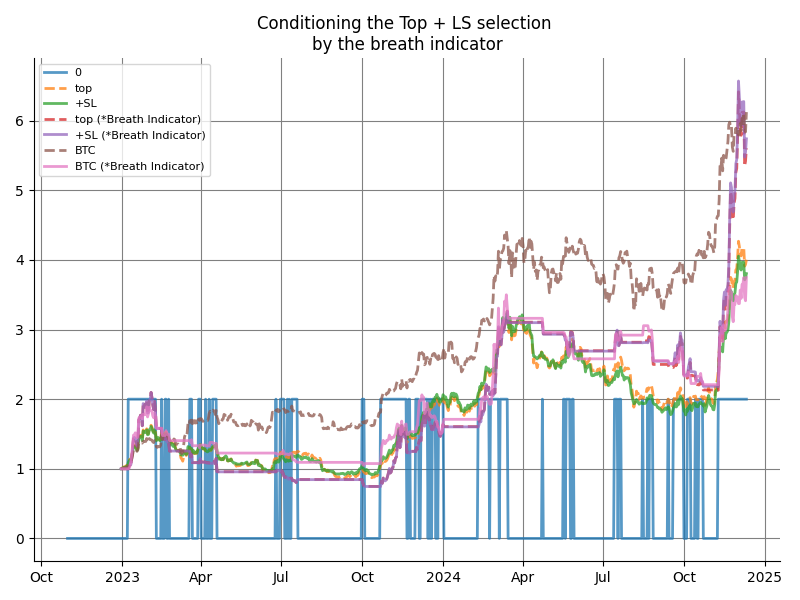 Conditioning the Top + LS selection
by the breath indicator
0
top
+SL
top (*Breath Indicator)
+SL (*Breath Indicator)
BTC
BTC (*Breath Indicator)
6
5
4
3
2
1
0
Oct 2023 Apr Jul Oct 2024 Apr Jul Oct 2025